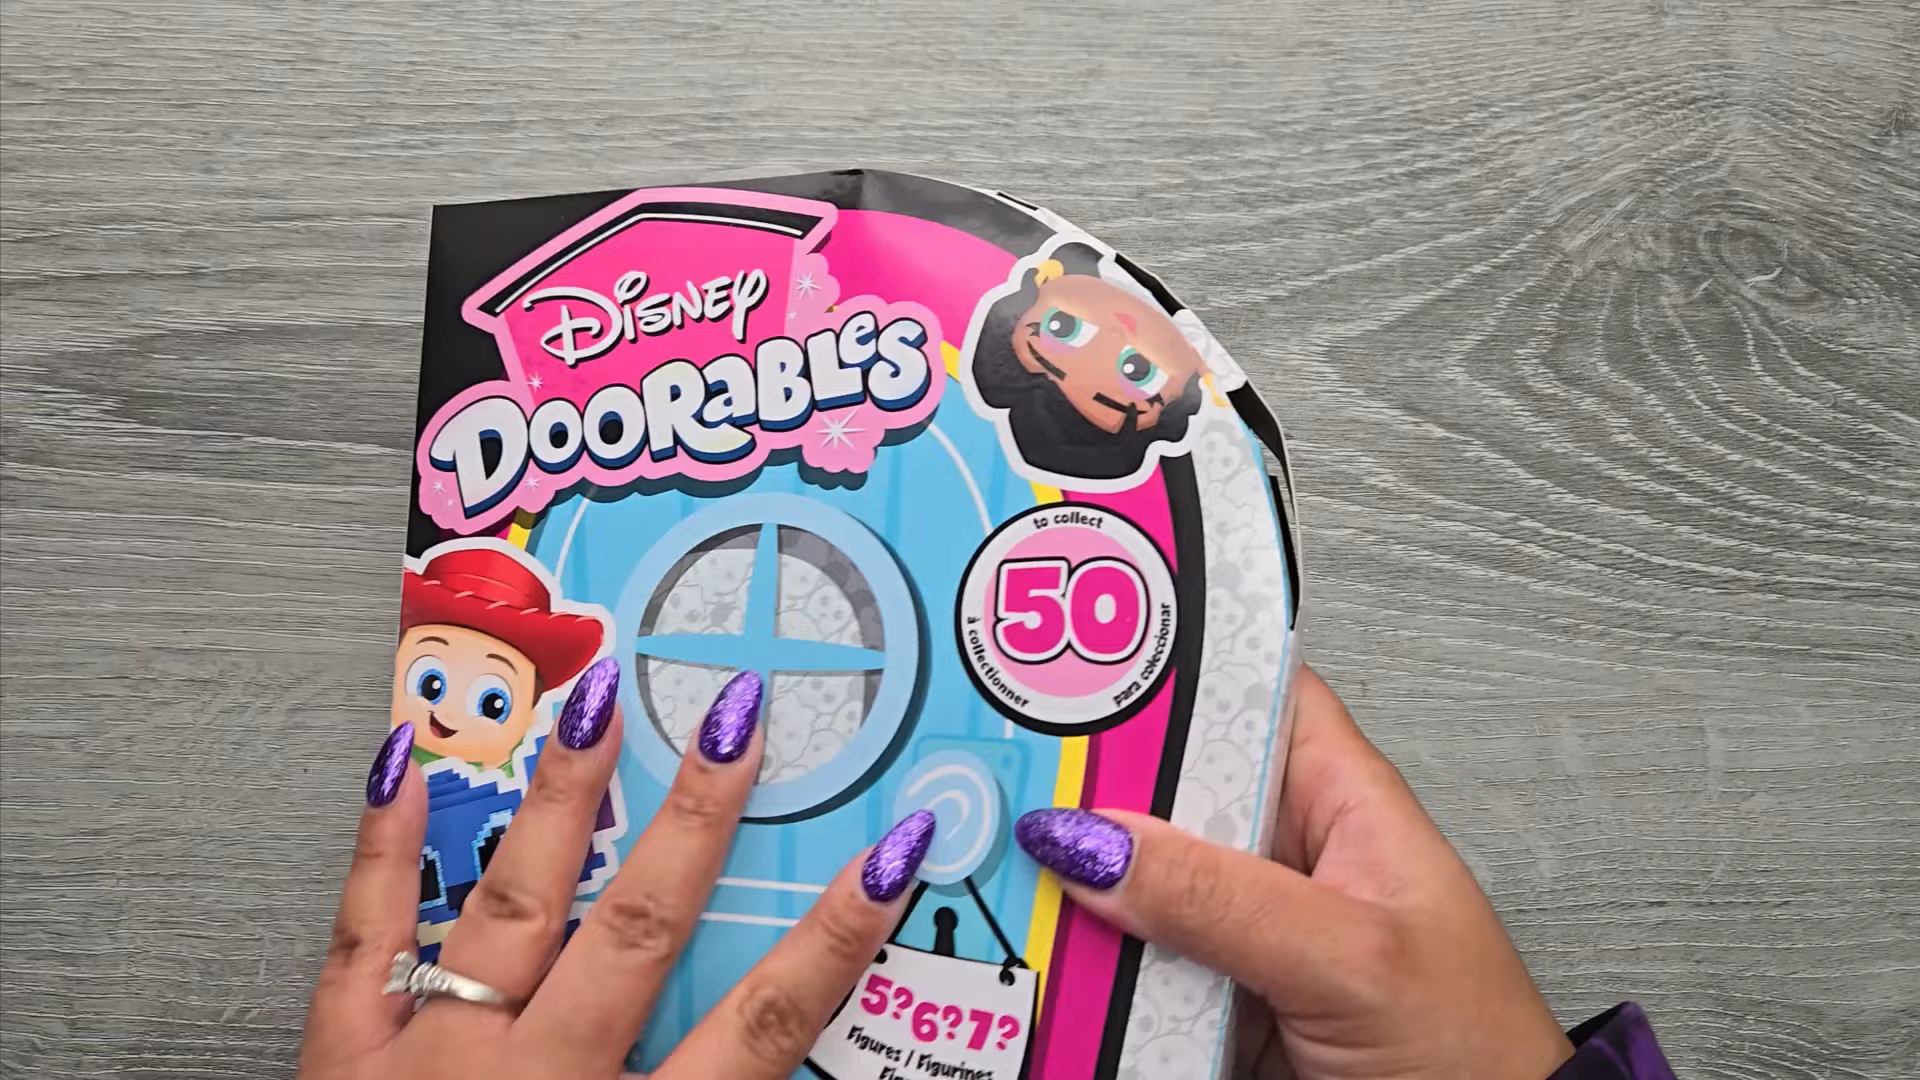 Disney
DOORABLES
to collect
50
à collectionner
para coleccionar
5?6?7?
Figures / Figurines